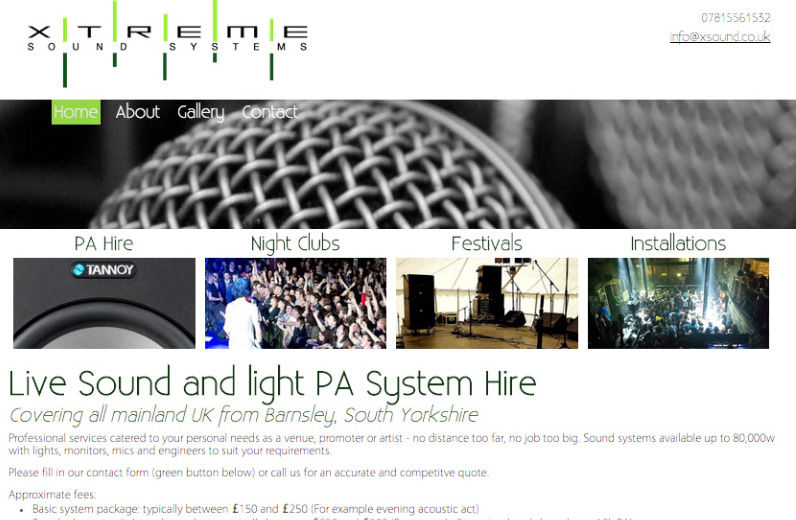 XTREME
SOUND SYSTEMS
07815561532
info@xsound.co.uk
Home About Gallery Contact
PA Hire Night Clubs Festivals Installations
TANNOY
Live Sound and light PA System Hire
Covering all mainland UK from Barnsley, South Yorkshire
Professional services catered to your personal needs as a venue, promoter or artist - no distance too far, no job too big. Sound systems available up to 80,000w
with lights, monitors, mics and engineers to suit your requirements.
Please fill in our contact form (green button below) or call us for an accurate and competitve quote.
Approximate fees:
• Basic system package: typically between £150 and £250 (For example evening acoustic act)